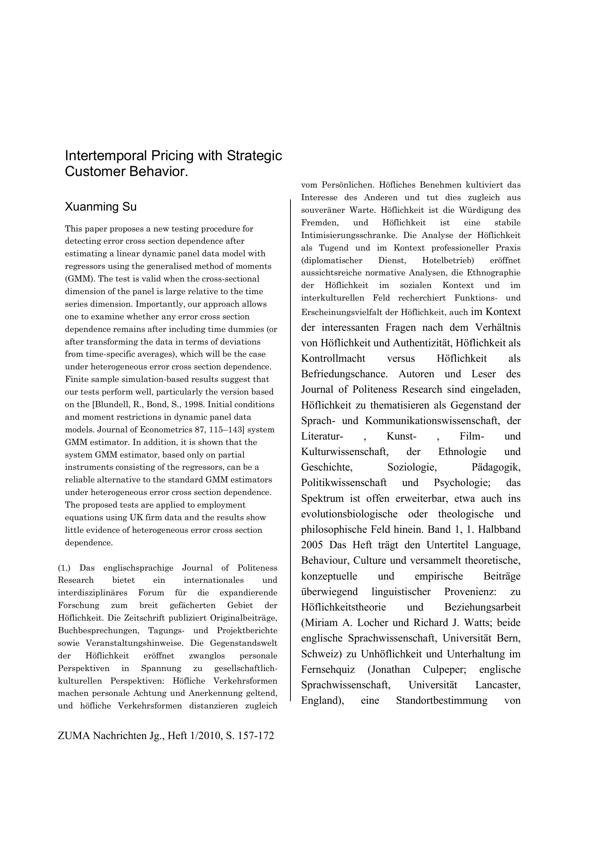 Intertemporal Pricing with Strategic
Customer Behavior.
Xuanming Su
This paper proposes a new testing procedure for
detecting error cross section dependence after
estimating a linear dynamic panel data model with
regressors using the generalised method of moments
(GMM). The test is valid when the cross-sectional
dimension of the panel is large relative to the time
series dimension. Importantly, our approach allows
one to examine whether any error cross section
dependence remains after including time dummies (or
after transforming the data in terms of deviations
from time-specific averages), which will be the case
under heterogeneous error cross section dependence.
Finite sample simulation-based results suggest that
our tests perform well, particularly the version based
on the [Blundell, R., Bond, S., 1998. Initial conditions
and moment restrictions in dynamic panel data
models. Journal of Econometrics 87, 115–143] system
GMM estimator. In addition, it is shown that the
system GMM estimator, based only on partial
instruments consisting of the regressors, can be a
reliable alternative to the standard GMM estimators
under heterogeneous error cross section dependence.
The proposed tests are applied to employment
equations using UK firm data and the results show
little evidence of heterogeneous error cross section
dependence.
(1.) Das englischsprachige Journal of Politeness
Research bietet ein internationales und
interdisziplinäres Forum für die expandierende
Forschung zum breit gefächerten Gebiet der
Höflichkeit. Die Zeitschrift publiziert Originalbeiträge,
Buchbesprechungen, Tagungs- und Projektberichte
sowie Veranstaltungshinweise. Die Gegenstandswelt
der Höflichkeit eröffnet zwanglos personale
Perspektiven in Spannung zu gesellschaftlich-
kulturellen Perspektiven: Höfliche Verkehrsformen
machen personale Achtung und Anerkennung geltend,
und höfliche Verkehrsformen distanzieren zugleich
vom Persönlichen. Höfliches Benehmen kultiviert das
Interesse des Anderen und tut dies zugleich aus
souveräner Warte. Höflichkeit ist die Würdigung des
Fremden, und Höflichkeit ist eine stabile
Intimisierungsschranke. Die Analyse der Höflichkeit
als Tugend und im Kontext professioneller Praxis
(diplomatischer Dienst, Hotelbetrieb) eröffnet
aussichtsreiche normative Analysen, die Ethnographie
der Höflichkeit im sozialen Kontext und im
interkulturellen Feld recherchiert Funktions- und
Erscheinungsvielfalt der Höflichkeit, auch im Kontext
der interessanten Fragen nach dem Verhältnis
von Höflichkeit und Authentizität, Höflichkeit als
Kontrollmacht versus Höflichkeit als
Befriedungschance. Autoren und Leser des
Journal of Politeness Research sind eingeladen,
Höflichkeit zu thematisieren als Gegenstand der
Sprach- und Kommunikationswissenschaft, der
Literatur- , Kunst- , Film- und
Kulturwissenschaft, der Ethnologie und
Geschichte, Soziologie, Pädagogik,
Politikwissenschaft und Psychologie; das
Spektrum ist offen erweiterbar, etwa auch ins
evolutionsbiologische oder theologische und
philosophische Feld hinein. Band 1, 1. Halbband
2005 Das Heft trägt den Untertitel Language,
Behaviour, Culture und versammelt theoretische,
konzeptuelle und empirische Beiträge
überwiegend linguistischer Provenienz: zu
Höflichkeitstheorie und Beziehungsarbeit
(Miriam A. Locher und Richard J. Watts; beide
englische Sprachwissenschaft, Universität Bern,
Schweiz) zu Unhöflichkeit und Unterhaltung im
Fernsehquiz (Jonathan Culpeper; englische
Sprachwissenschaft, Universität Lancaster,
England), eine Standortbestimmung von
ZUMA Nachrichten Jg., Heft 1/2010, S. 157-172